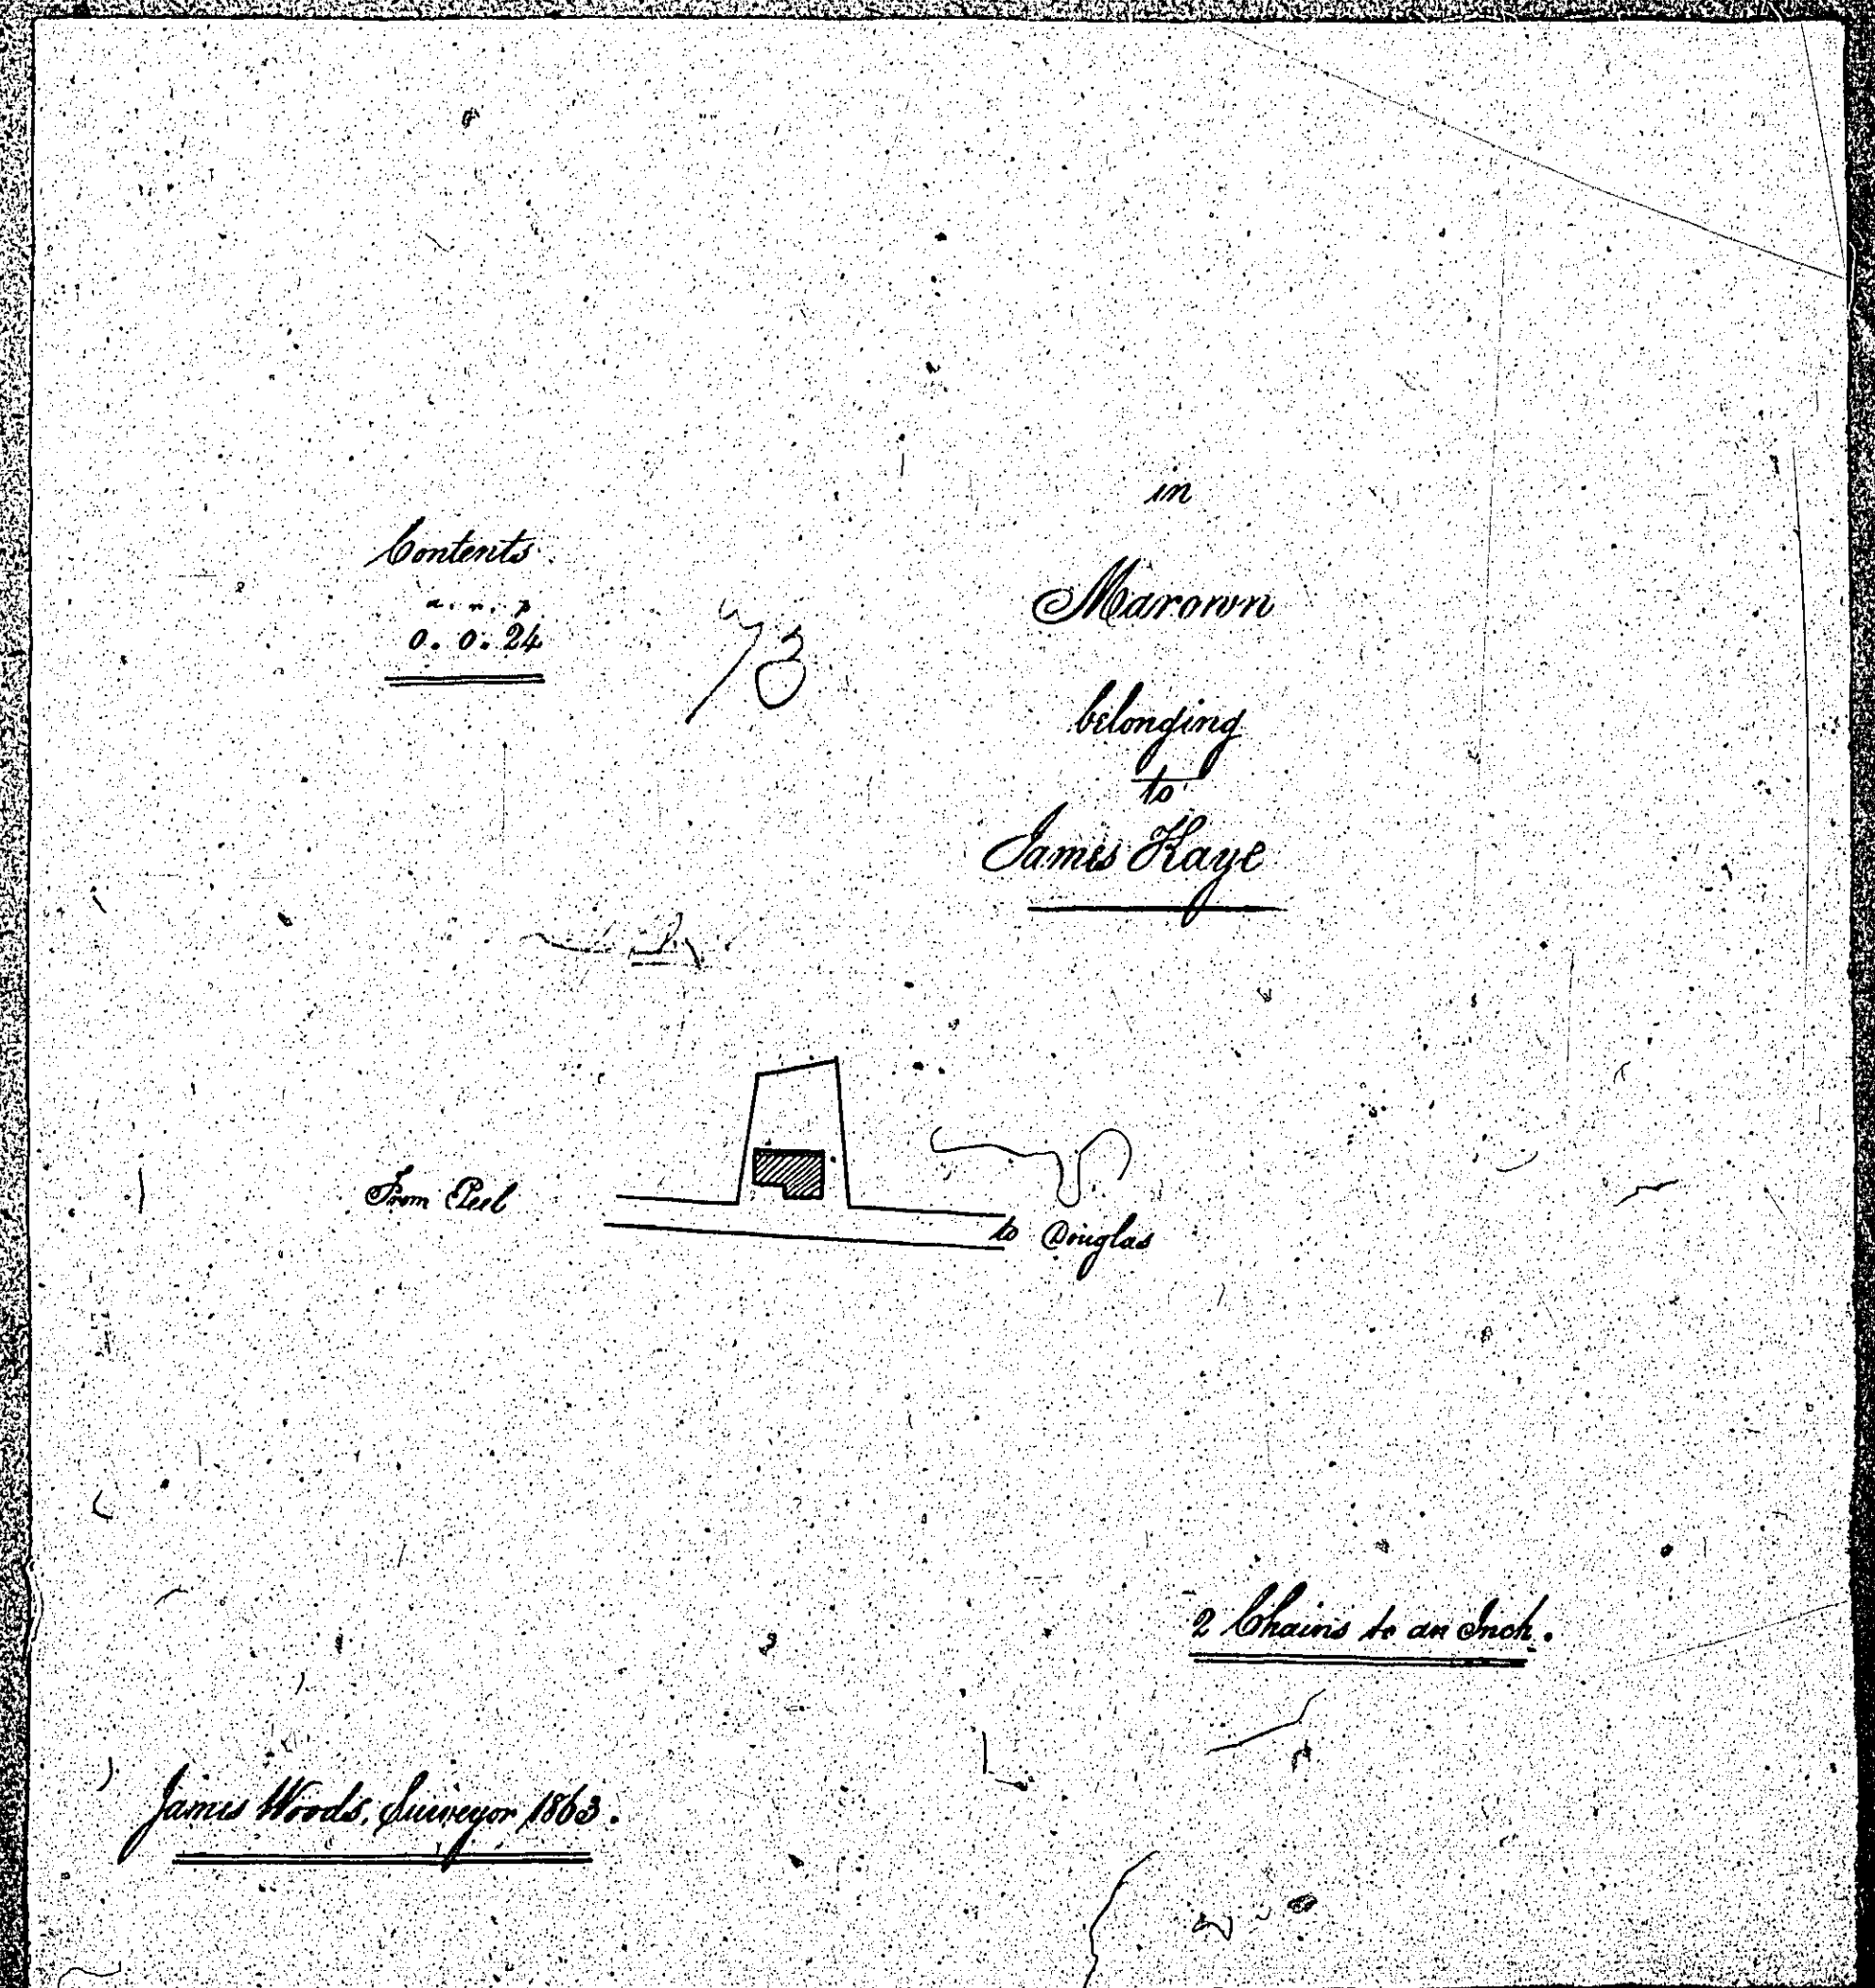 in
Marown
belonging
to
James Kaye
Contents
a. r. p
0. 0. 24
From Peel
to Douglas
2 Chains to an Inch.
James Woods, Surveyor 1863.